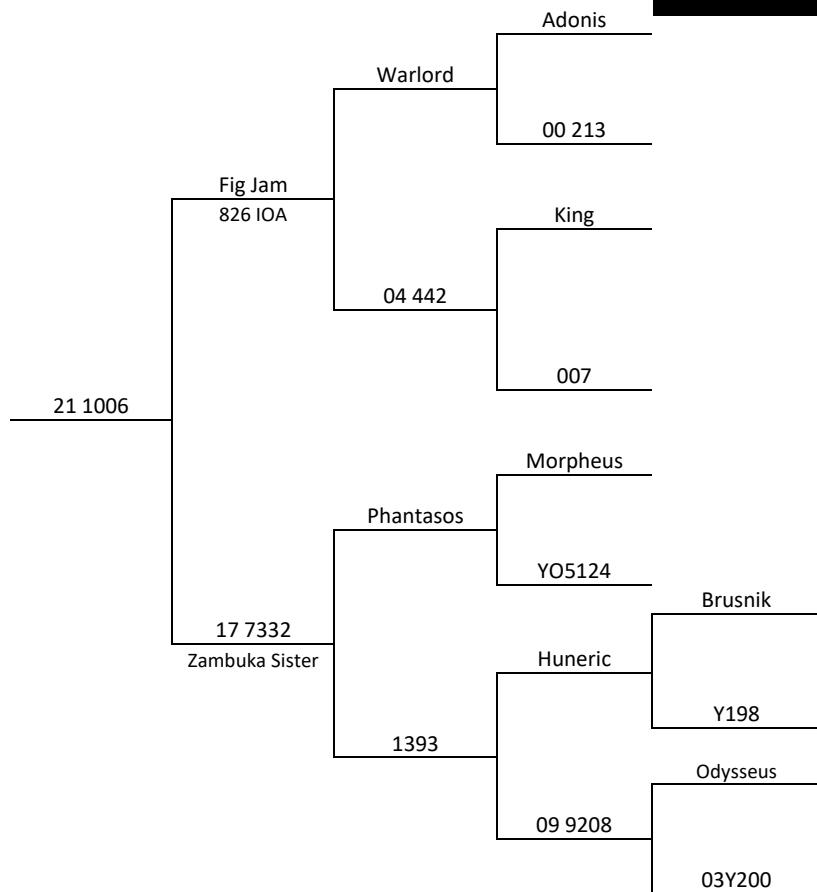 Adonis
Warlord
00 213
Fig Jam
826 IOA
King
04 442
007
21 1006
Morpheus
Phantasos
YO5124
Brusnik
17 7332
Zambuka Sister
Huneric
Y198
1393
Odysseus
09 9208
03Y200